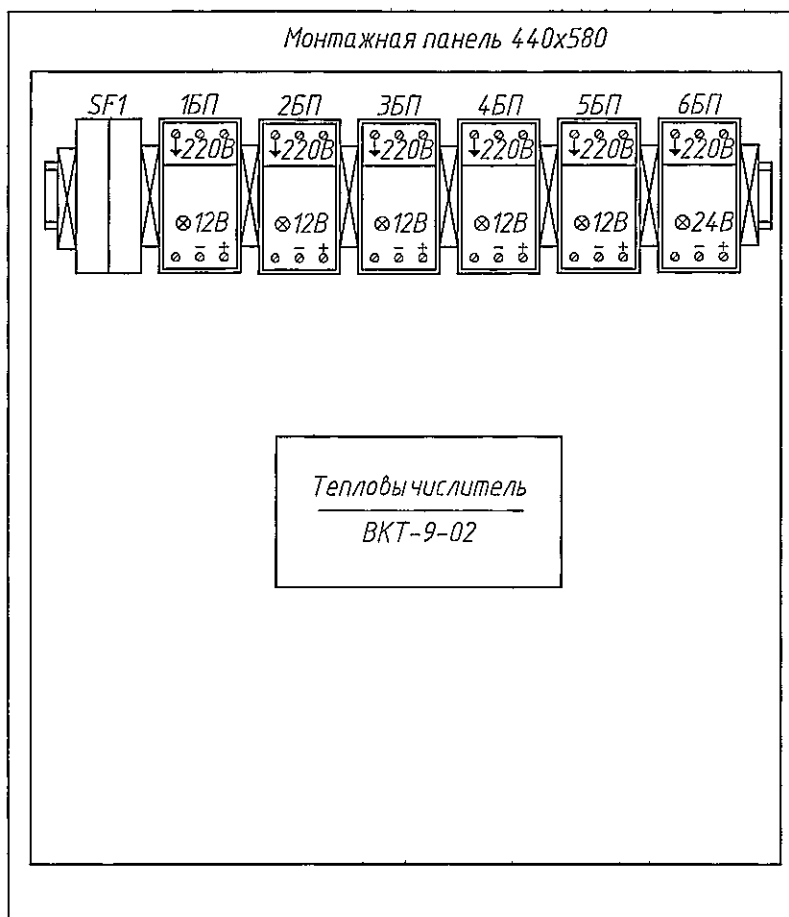 Монтажная панель 440х580
SF1 1БП 2БП 3БП 4БП 5БП 6БП
220В 220В 220В 220В 220В 220В
12В 12В 12В 12В 12В 24В
- + - + - + - + - + - +
Тепловычислитель
ВКТ-9-02